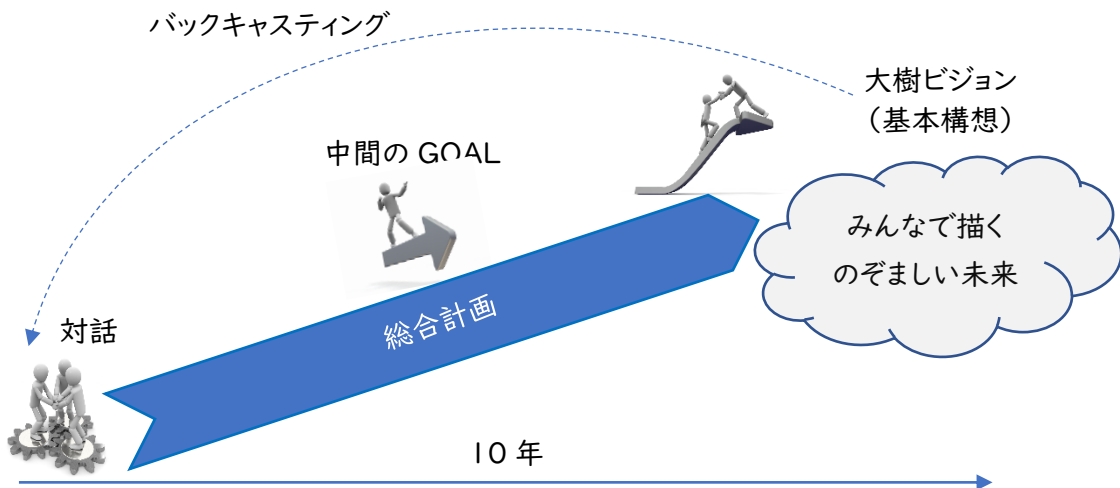 バックキャスティング
大樹ビジョン
（基本構想）
中間の GOAL
みんなで描く
のぞましい未来
総合計画
対話
10 年